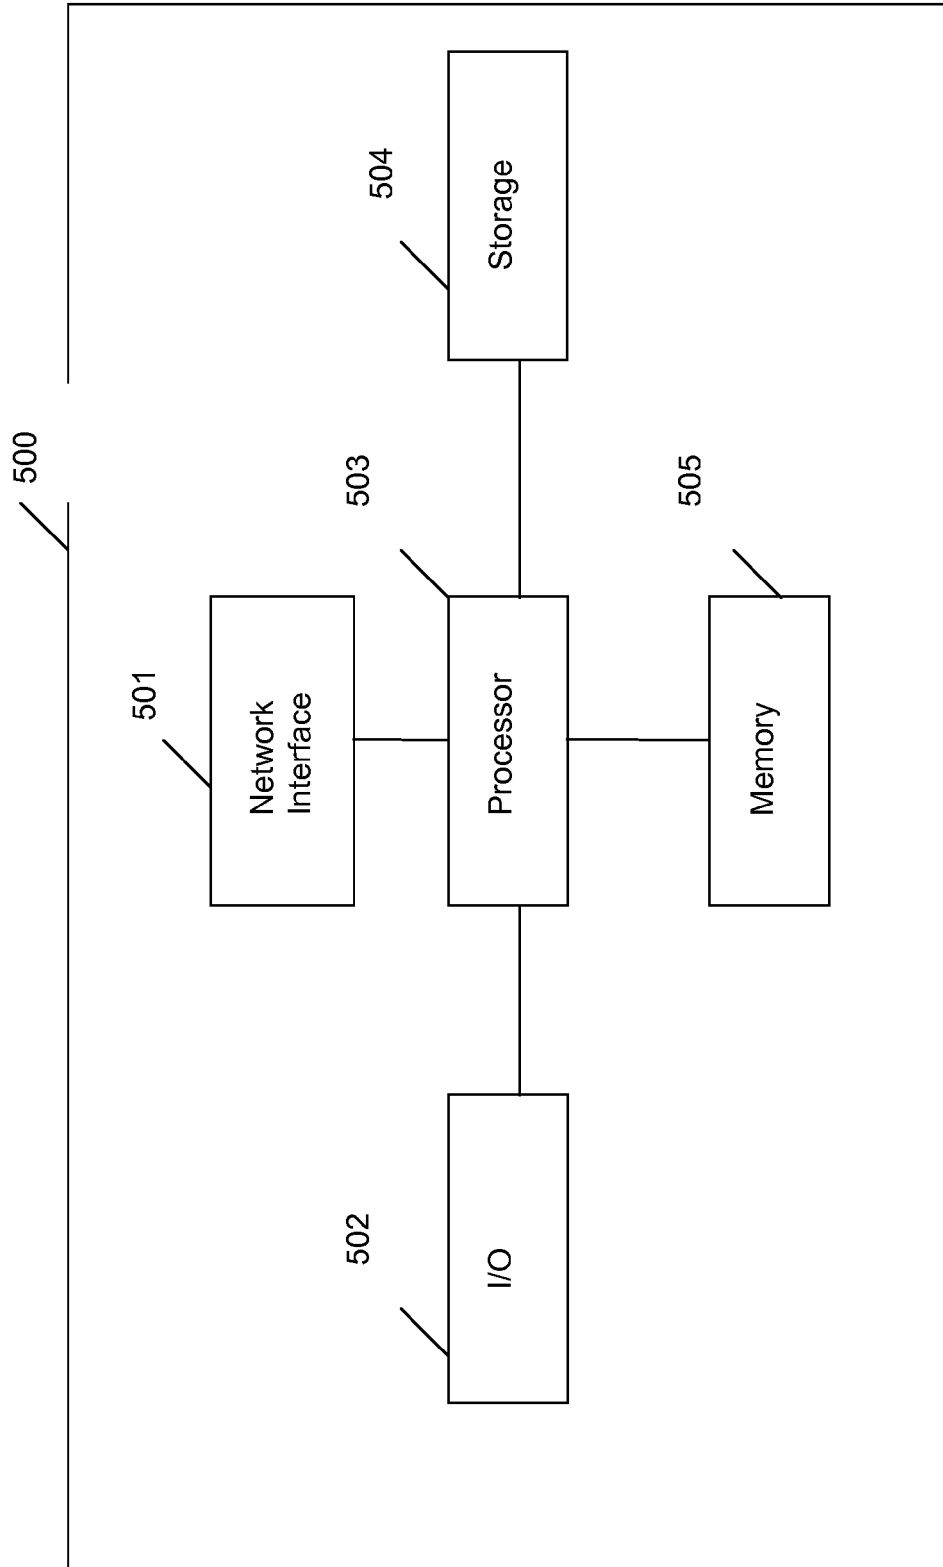 500
501
Network
Interface
502
I/O
503
Processor
504
Storage
505
Memory